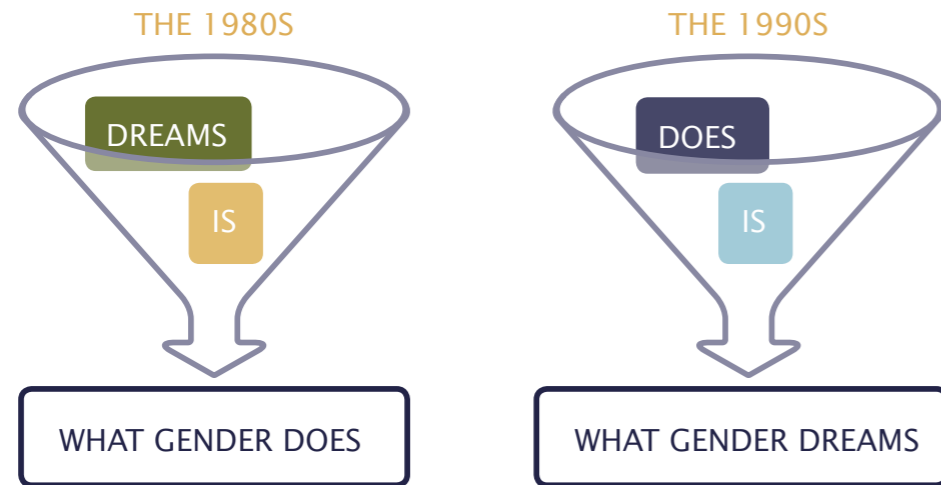 THE 1980S
DREAMS
IS
WHAT GENDER DOES
THE 1990S
DOES
IS
WHAT GENDER DREAMS